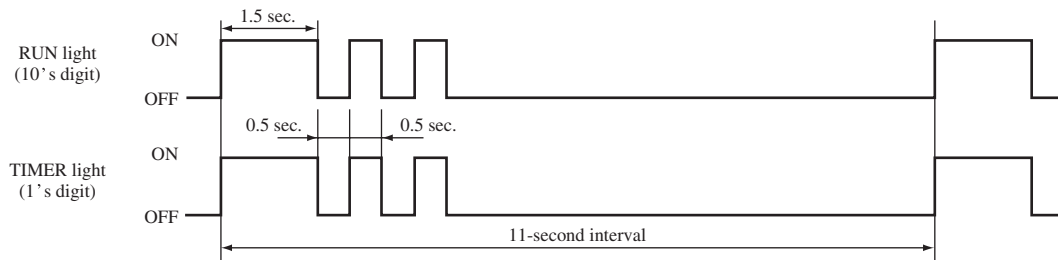 1.5 sec.
ON
RUN light
(10's digit)
OFF
0.5 sec.
0.5 sec.
ON
TIMER light
(1's digit)
OFF
11-second interval